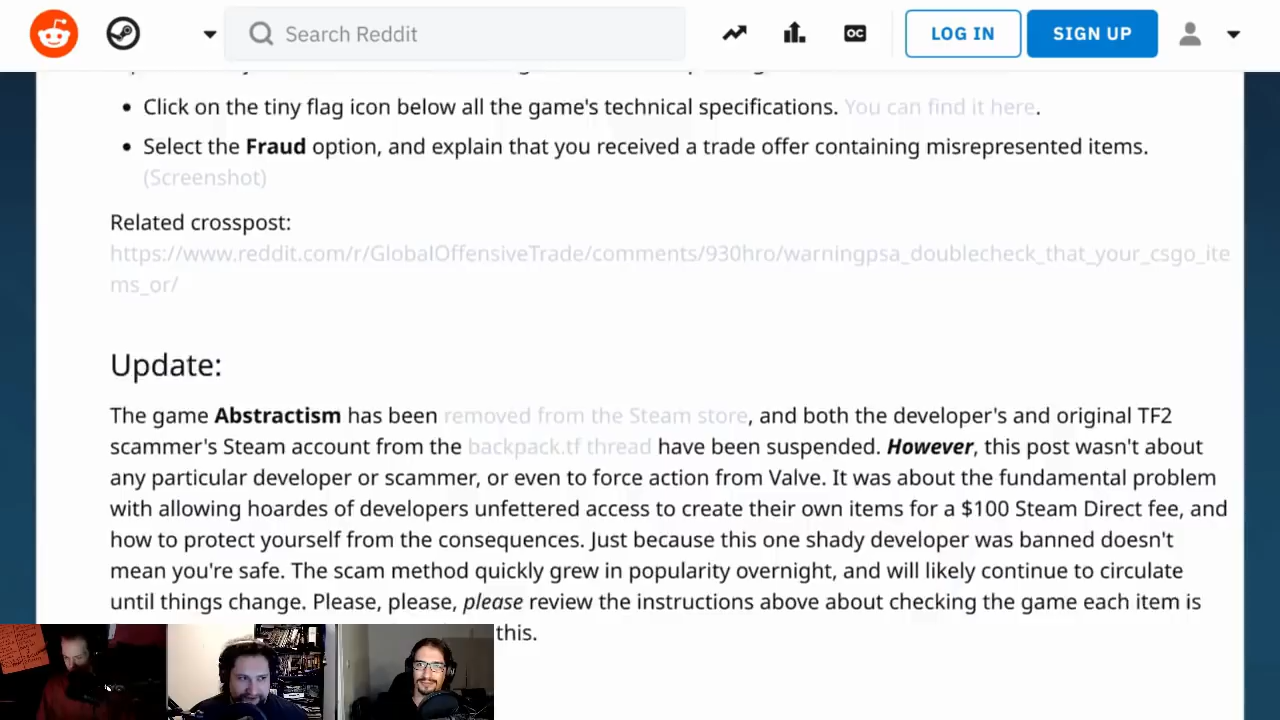 Search Reddit
OC
LOG IN
SIGN UP
Click on the tiny flag icon below all the game's technical specifications. You can find it here.
Select the Fraud option, and explain that you received a trade offer containing misrepresented items.
(Screenshot)
Related crosspost:
https://www.reddit.com/r/GlobalOffensiveTrade/comments/930hro/warningpsa_doublecheck_that_your_csgo_ite
ms_or/
Update:
The game Abstractism has been removed from the Steam store, and both the developer's and original TF2
scammer's Steam account from the backpack.tf thread have been suspended. However, this post wasn't about
any particular developer or scammer, or even to force action from Valve. It was about the fundamental problem
with allowing hoardes of developers unfettered access to create their own items for a $100 Steam Direct fee, and
how to protect yourself from the consequences. Just because this one shady developer was banned doesn't
mean you're safe. The scam method quickly grew in popularity overnight, and will likely continue to circulate
until things change. Please, please, please review the instructions above about checking the game each item is
this.